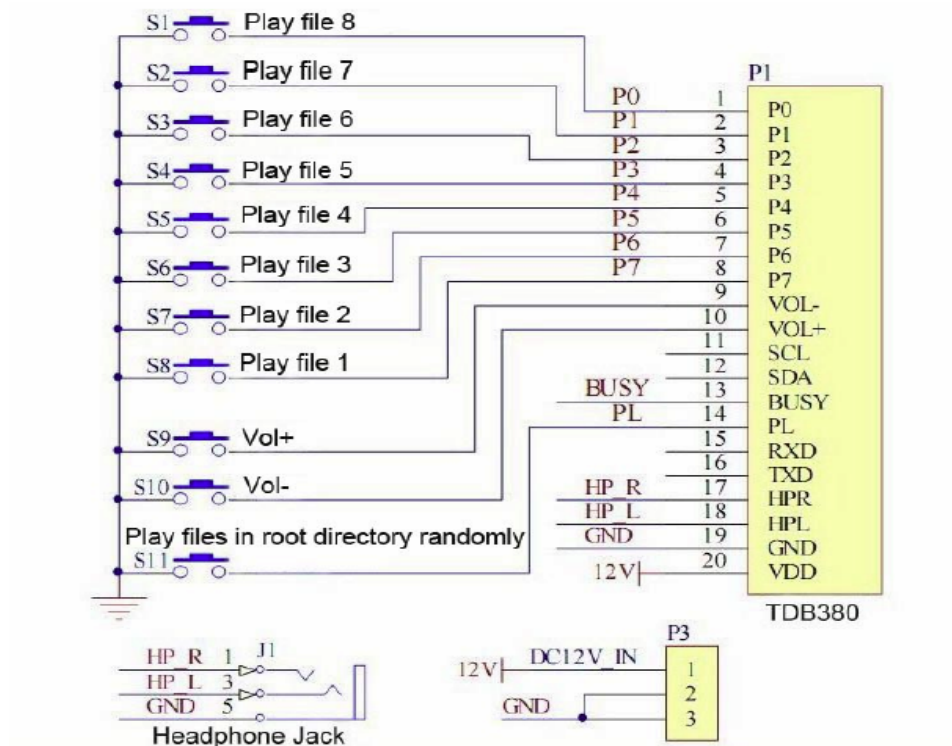 S1 Play file 8
S2 Play file 7
S3 Play file 6
S4 Play file 5
S5 Play file 4
S6 Play file 3
S7 Play file 2
S8 Play file 1
S9 Vol+
S10 Vol-
Play files in root directory randomly
S11
P1
P0 1 P0
P1 2 P1
P2 3 P2
P3 4 P3
P4 5 P4
P5 6 P5
P6 7 P6
P7 8 P7
9 VOL-
10 VOL+
11 SCL
12 SDA
BUSY 13 BUSY
PL 14 PL
15 RXD
16 TXD
HP_R 17 HPR
HP_L 18 HPL
GND 19 GND
12V 20 VDD
TDB380
HP_R 1 J1
HP_L 3
GND 5
Headphone Jack
P3
12V DC12V_IN 1
2
GND 3